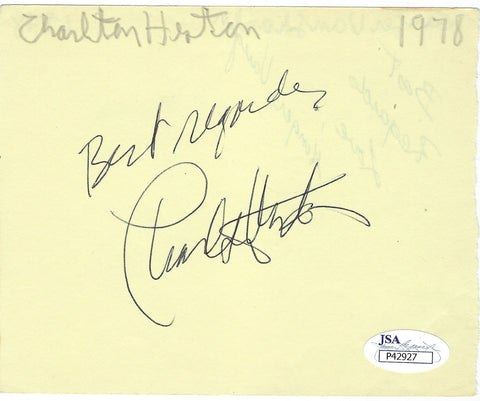 Charlton Heston 1978
Best regards,
Charlton Heston
JSA
P42927